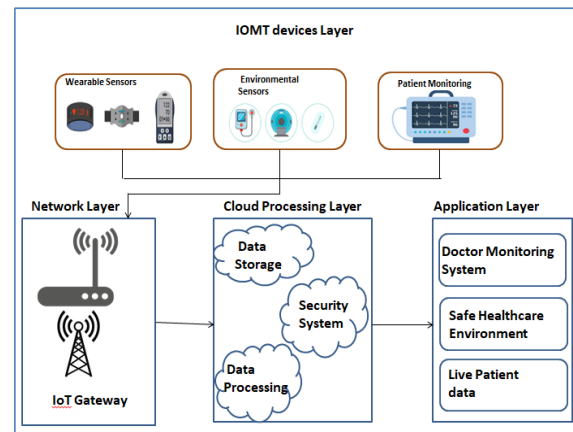 IOMT devices Layer
Wearable Sensors
Environmental
Sensors
Patient Monitoring
Network Layer
Cloud Processing Layer
Application Layer
Data
Storage
Security
System
Data
Processing
IoT Gateway
Doctor Monitoring
System
Safe Healthcare
Environment
Live Patient
data